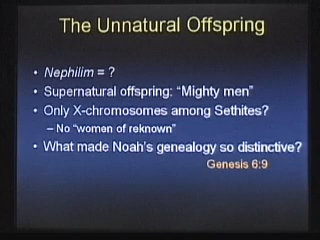 The Unnatural Offspring
• Nephilim = ?
• Supernatural offspring: “Mighty men”
• Only X-chromosomes among Sethites?
– No “women of reknown”
• What made Noah’s genealogy so distinctive?
Genesis 6:9